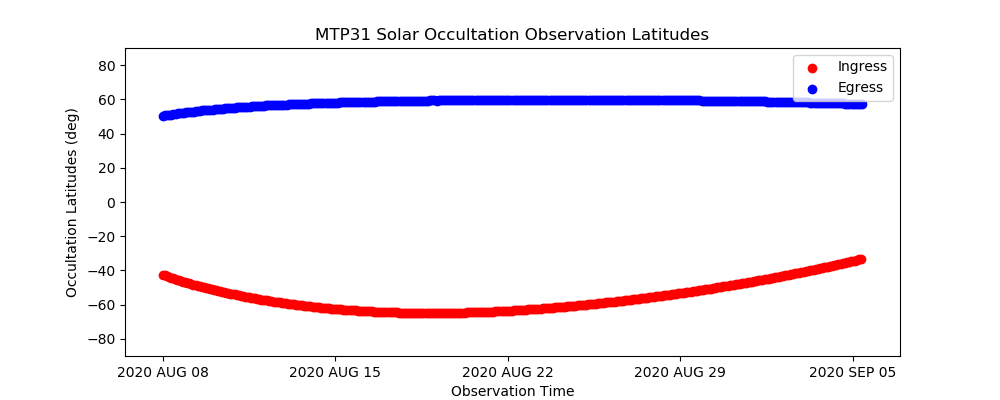 MTP31 Solar Occultation Observation Latitudes
Ingress
Egress
Occultation Latitudes (deg)
80
60
40
20
0
−20
−40
−60
−80
2020 AUG 08
2020 AUG 15
2020 AUG 22
2020 AUG 29
2020 SEP 05
Observation Time